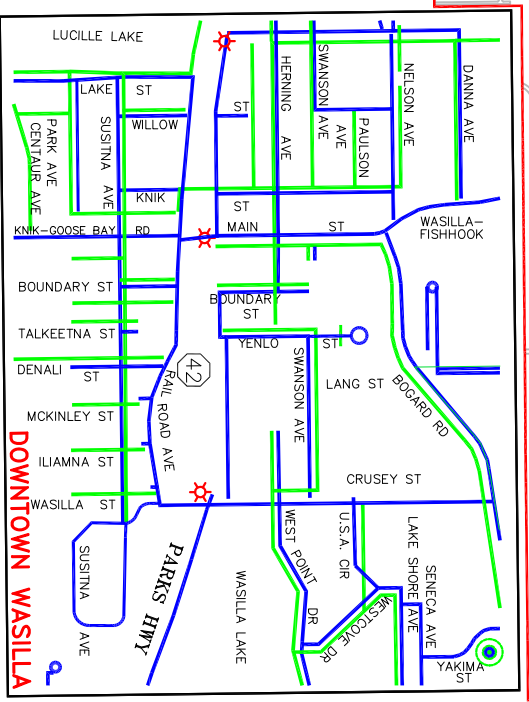 LUCILLE LAKE
LAKE ST
WILLOW ST
KNIK ST
PARK AVE
CENTAUR AVE
SUSITNA AVE
HERNING AVE
SWANSON AVE
PAULSON AVE
NELSON AVE
DANNA AVE
KNIK-GOOSE BAY RD
MAIN ST
WASILLA-
FISHHOOK
BOUNDARY ST
BOUNDARY
ST
TALKEETNA ST
YENLO ST
DENALI
ST
42
RAIL ROAD AVE
SWANSON AVE
LANG ST
BOGARD RD
MCKINLEY ST
ILIAMNA ST
WASILLA ST
CRUSEY ST
SUSITNA AVE
PARKS HWY
WASILLA LAKE
WEST POINT DR
U.S.A. CIR
WESTCOVE DR
LAKE SHORE AVE
SENECA AVE
YAKIMA
ST
DOWNTOWN WASILLA